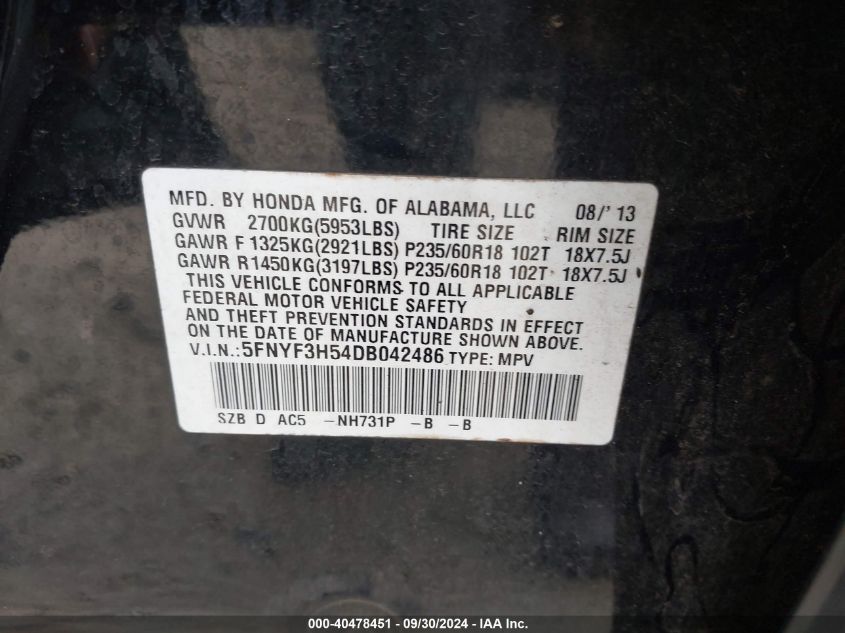 MFD. BY HONDA MFG. OF ALABAMA, LLC 08/' 13
GVWR 2700KG(5953LBS) TIRE SIZE RIM SIZE
GAWR F 1325KG(2921LBS) P235/60R18 102T 18X7.5J
GAWR R1450KG(3197LBS) P235/60R18 102T 18X7.5J
THIS VEHICLE CONFORMS TO ALL APPLICABLE
FEDERAL MOTOR VEHICLE SAFETY
AND THEFT PREVENTION STANDARDS IN EFFECT
ON THE DATE OF MANUFACTURE SHOWN ABOVE.
V.I.N.:5FNYF3H54DB042486 TYPE: MPV
SZB D AC5 -NH731P -B -B
000-40478451 - 09/30/2024 - IAA Inc.